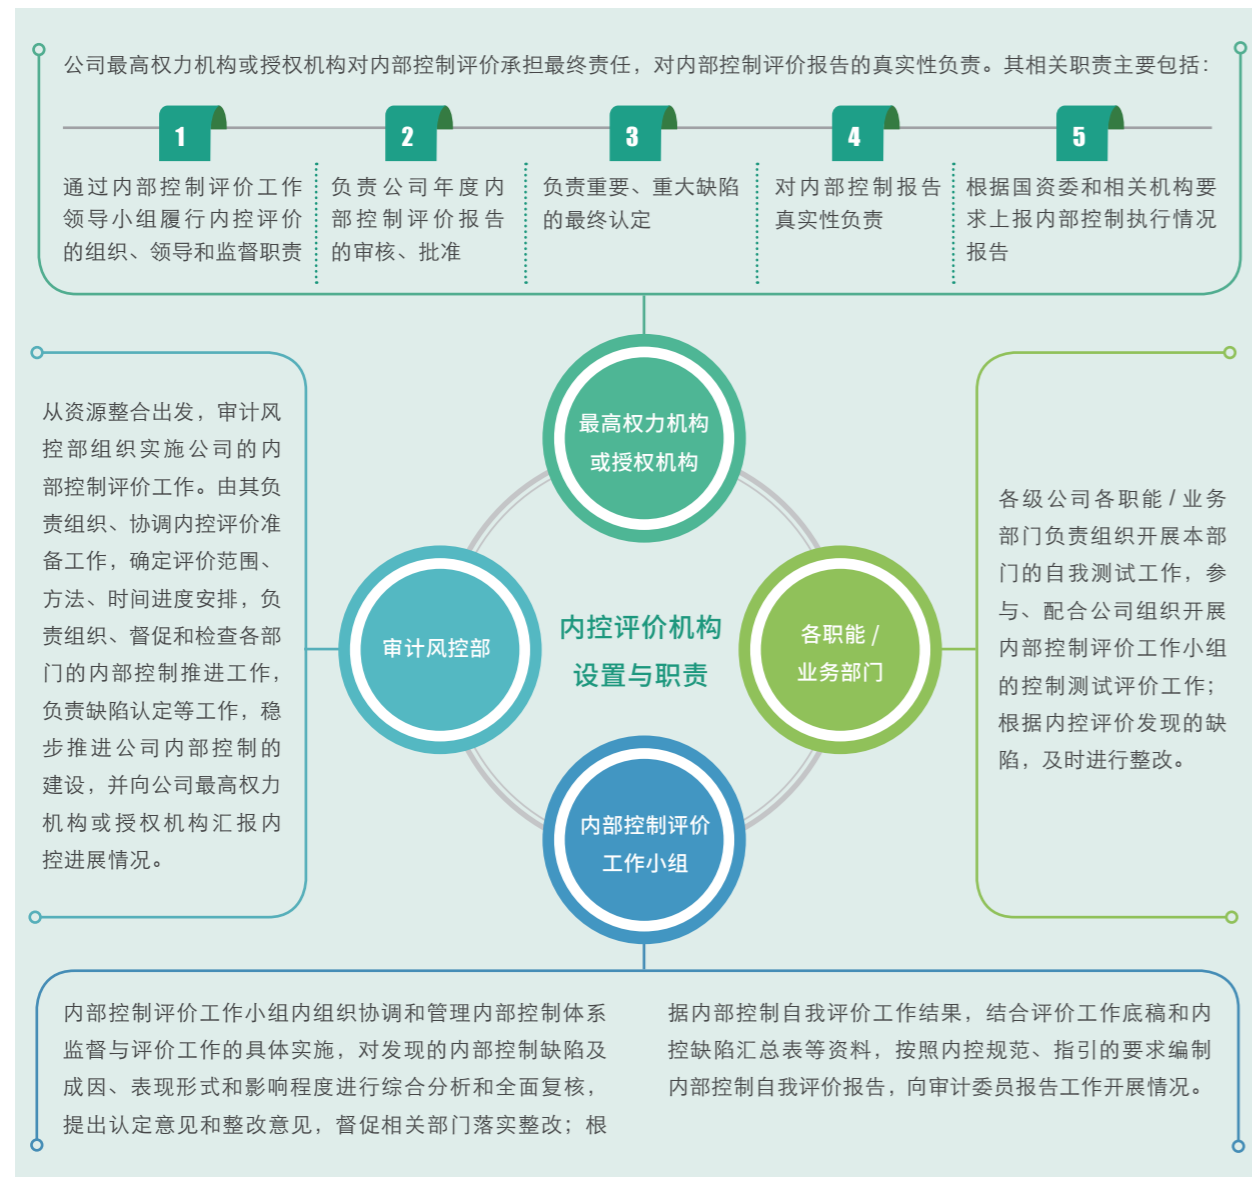 公司最高权力机构或授权机构对内部控制评价承担最终责任，对内部控制评价报告的真实性负责。其相关职责主要包括：
1
通过内部控制评价工作
领导小组履行内控评价
的组织、领导和监督职责
2
负责公司年度内
部控制评价报告
的审核、批准
3
负责重要、重大缺陷
的最终认定
4
对内部控制报告
真实性负责
5
根据国资委和相关机构要
求上报内部控制执行情况
报告
最高权力机构
或授权机构
从资源整合出发，审计风
控部组织实施公司的内
部控制评价工作。由其负
责组织、协调内控评价准
备工作，确定评价范围、
方法、时间进度安排，负
责组织、督促和检查各部
门的内部控制推进工作，
负责缺陷认定等工作，稳
步推进公司内部控制的
建设，并向公司最高权力
机构或授权机构汇报内
控进展情况。
审计风控部
内控评价机构
设置与职责
各职能 /
业务部门
各级公司各职能 / 业务
部门负责组织开展本部
门的自我测试工作，参
与、配合公司组织开展
内部控制评价工作小组
的控制测试评价工作；
根据内控评价发现的缺
陷，及时进行整改。
内部控制评价
工作小组
内部控制评价工作小组内组织协调和管理内部控制体系
监督与评价工作的具体实施，对发现的内部控制缺陷及
成因、表现形式和影响程度进行综合分析和全面复核，
提出认定意见和整改意见，督促相关部门落实整改；根
据内部控制自我评价工作结果，结合评价工作底稿和内
控缺陷汇总表等资料，按照内控规范、指引的要求编制
内部控制自我评价报告，向审计委员报告工作开展情况。